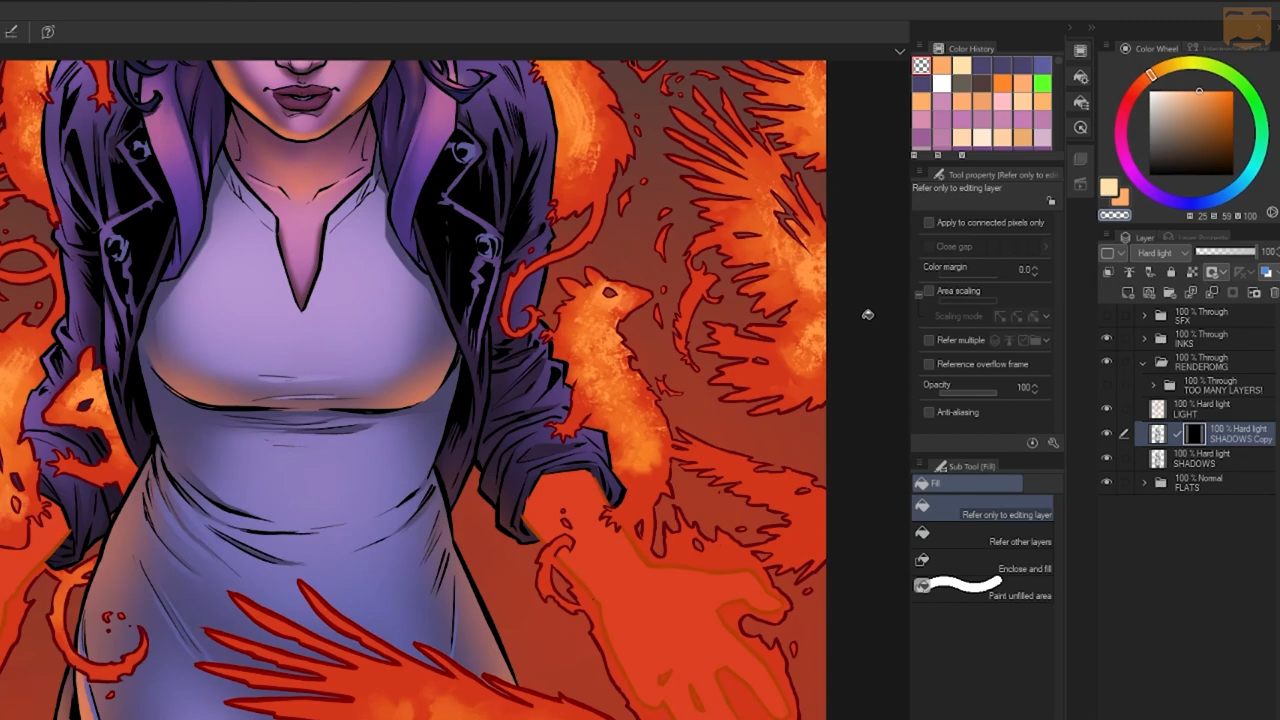 Color History
Color Wheel
Tool property [Refer only to edi
Refer only to editing layer
Apply to connected pixels only
Close gap
Color margin 0.0
Area scaling
Scaling mode
Refer multiple
Reference overflow frame
Opacity 100
Anti-aliasing
Sub Tool [Fill]
Fill
Refer only to editing layer
Refer other layers
Enclose and fill
Paint unfilled area
25 59 100
Layer Layer Property
Hard light 100
100 % Through
SFX
100 % Through
INKS
100 % Through
RENDEROMG
100 % Through
TOO MANY LAYERS!
100 % Hard light
LIGHT
100 % Hard light
SHADOWS Copy
100 % Hard light
SHADOWS
100 % Normal
FLATS